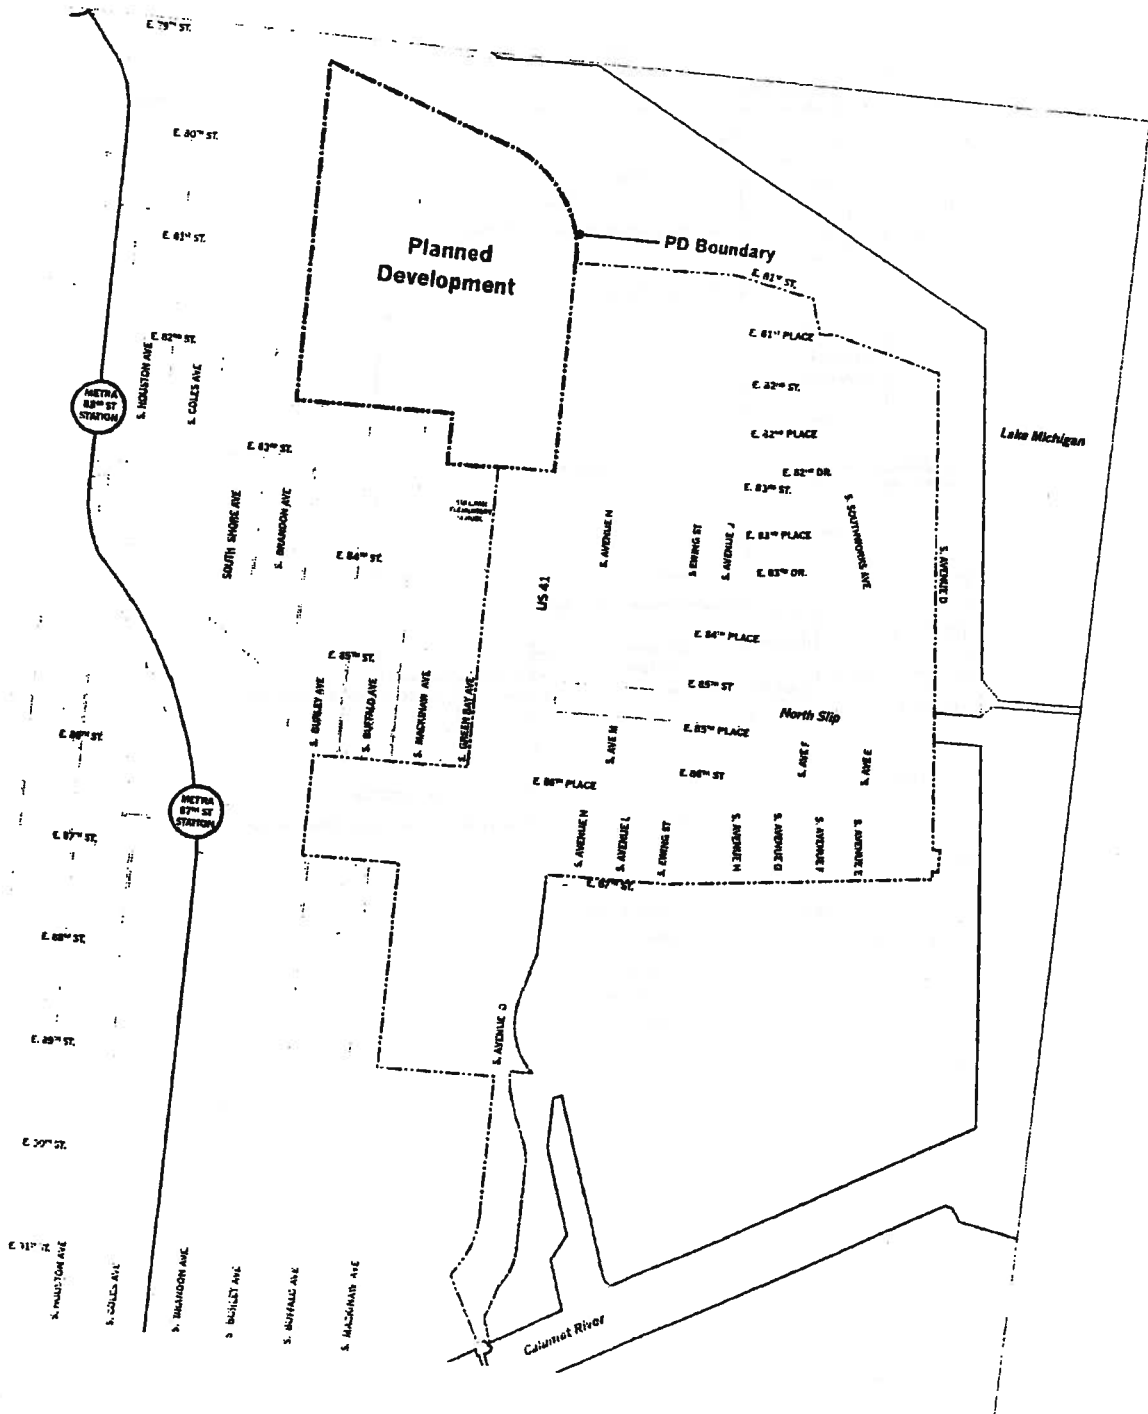 E. 79TH ST.
E. 80TH ST.
E. 81ST ST.
Planned
Development
PD Boundary
E. 81ST ST.
E. 82ND ST.
E. 81ST PLACE
S. HOUSTON AVE
S. COLES AVE
METRA
83RD ST
STATION
E. 82ND ST.
E. 82ND PLACE
Lake Michigan
E. 83RD ST.
E. 82ND DR.
E. 83RD ST.
SOUTH SHORE AVE
S. BRANDON AVE
S. AVENUE N
S EWING ST
S. AVENUE J
E. 83RD PLACE
S. SOUTHWORKS AVE
E. 84TH ST.
E. 83RD DR.
US 41
S. AVENUE D
E. 84TH PLACE
E. 85TH ST.
E. 85TH ST
S. BURLEY AVE
S. BUFFALO AVE
S. MACKINAW AVE
S. GREEN BAY AVE
North Slip
E. 85TH PLACE
E. 86TH ST.
S. AVE M
S. AVE F
S. AVE E
E. 86TH PLACE
E. 86TH ST
METRA
87TH ST
STATION
E. 87TH ST.
S. AVENUE N
S. AVENUE L
S. EWING ST
S. AVENUE H
S. AVENUE G
S. AVENUE F
S. AVENUE E
E. 87TH ST.
E. 88TH ST.
E. 89TH ST.
S. AVENUE O
E. 90TH ST.
E. 91ST ST.
S. HOUSTON AVE
S. COLES AVE
S. BRANDON AVE
S BURLEY AVE
S. BUFFALO AVE
S. MACKINAW AVE
Calumet River